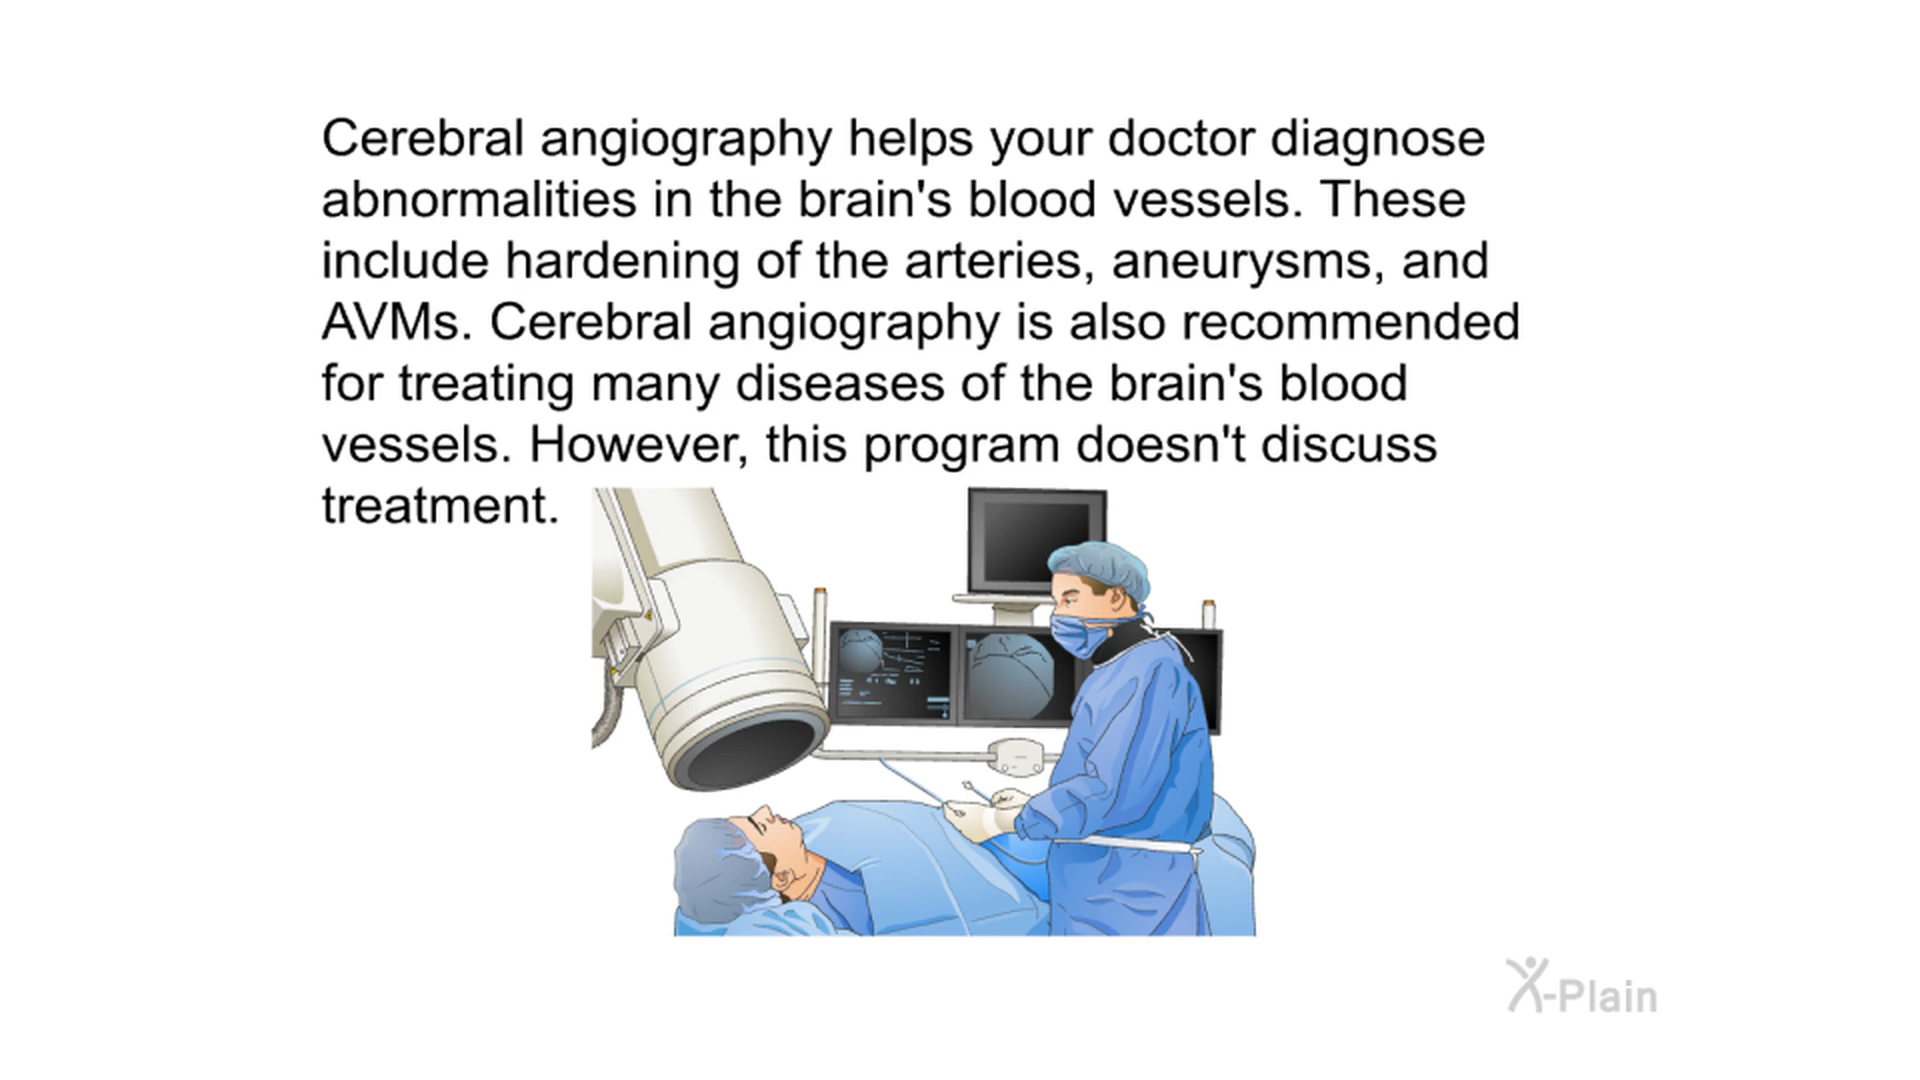 Cerebral angiography helps your doctor diagnose
abnormalities in the brain's blood vessels. These
include hardening of the arteries, aneurysms, and
AVMs. Cerebral angiography is also recommended
for treating many diseases of the brain's blood
vessels. However, this program doesn't discuss
treatment.
X-Plain